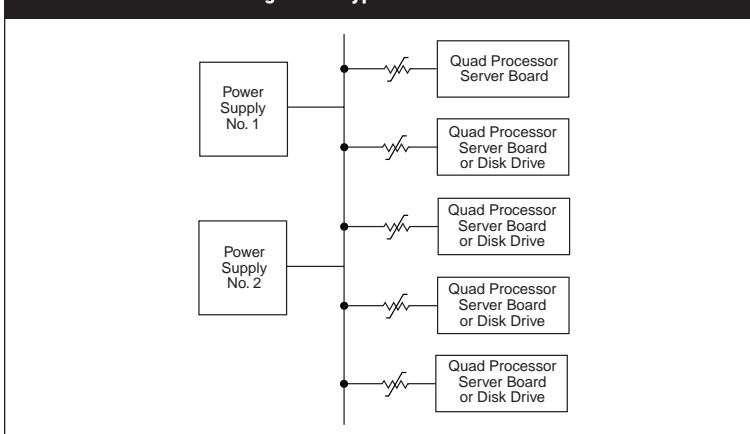 Quad Processor
Server Board
Power
Supply
No. 1
Quad Processor
Server Board
or Disk Drive
Quad Processor
Server Board
or Disk Drive
Power
Supply
No. 2
Quad Processor
Server Board
or Disk Drive
Quad Processor
Server Board
or Disk Drive